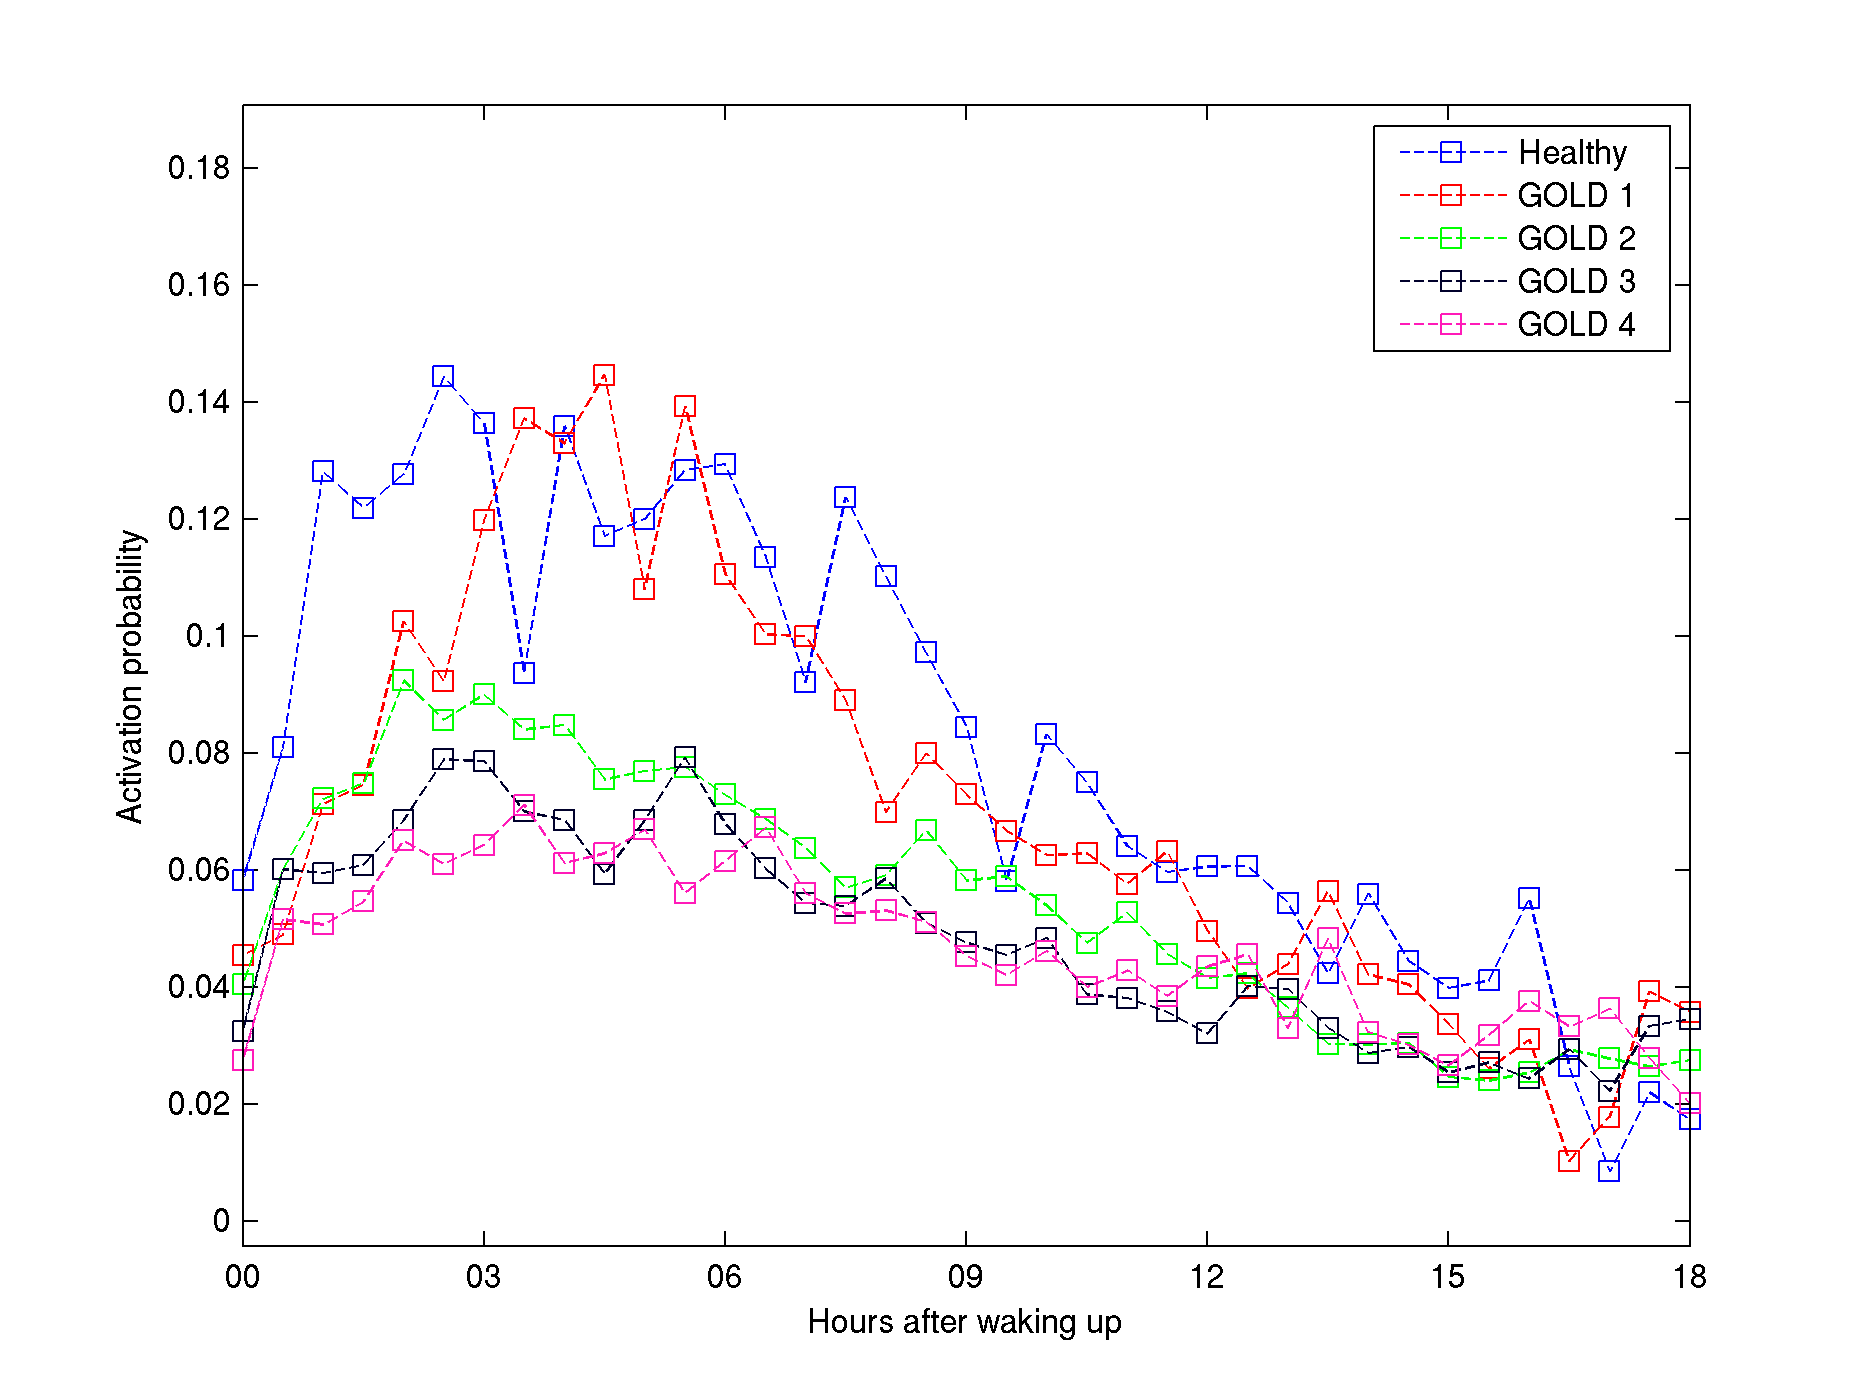 0.18
0.16
0.14
0.12
0.1
0.08
0.06
0.04
0.02
0
Activation probability
00 03 06 09 12 15 18
Hours after waking up
Healthy
GOLD 1
GOLD 2
GOLD 3
GOLD 4